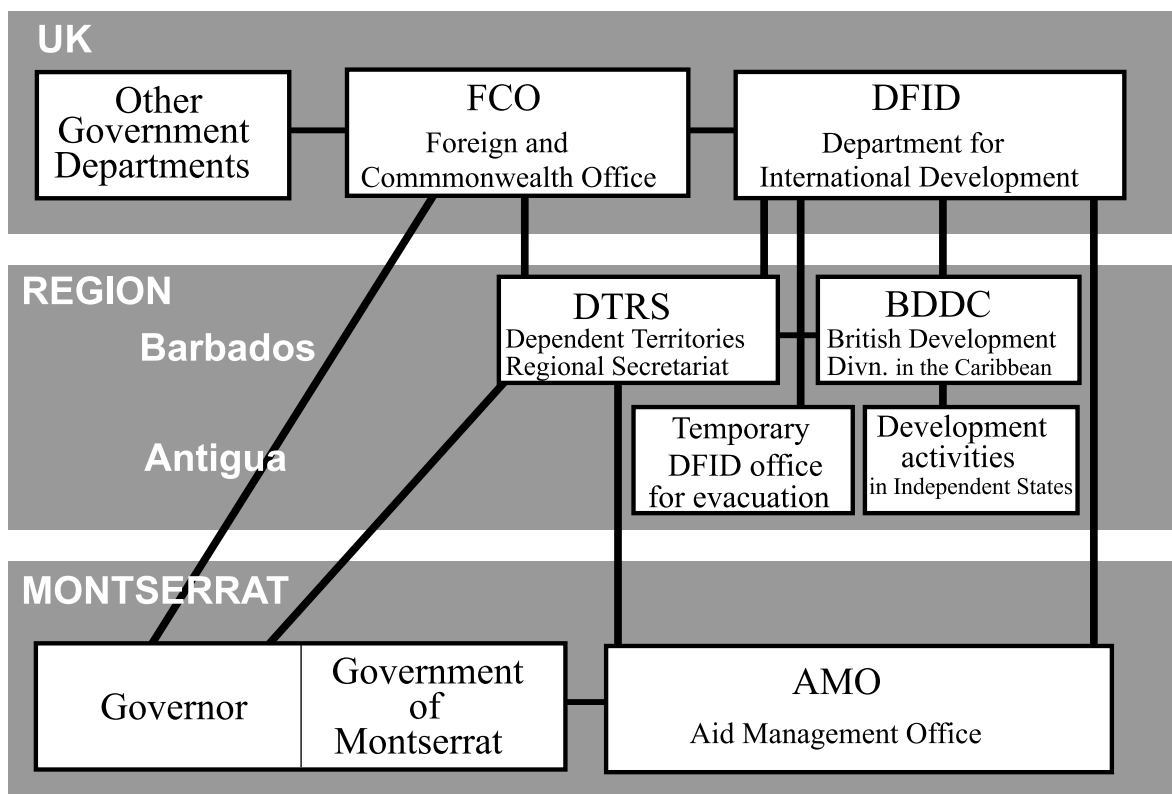 UK
Other
Government
Departments
FCO
Foreign and
Commmonwealth Office
DFID
Department for
International Development
REGION
Barbados
Antigua
DTRS
Dependent Territories
Regional Secretariat
BDDC
British Development
Divn. in the Caribbean
Temporary
DFID office
for evacuation
Development
activities
in Independent States
MONTSERRAT
Governor
Government
of
Montserrat
AMO
Aid Management Office